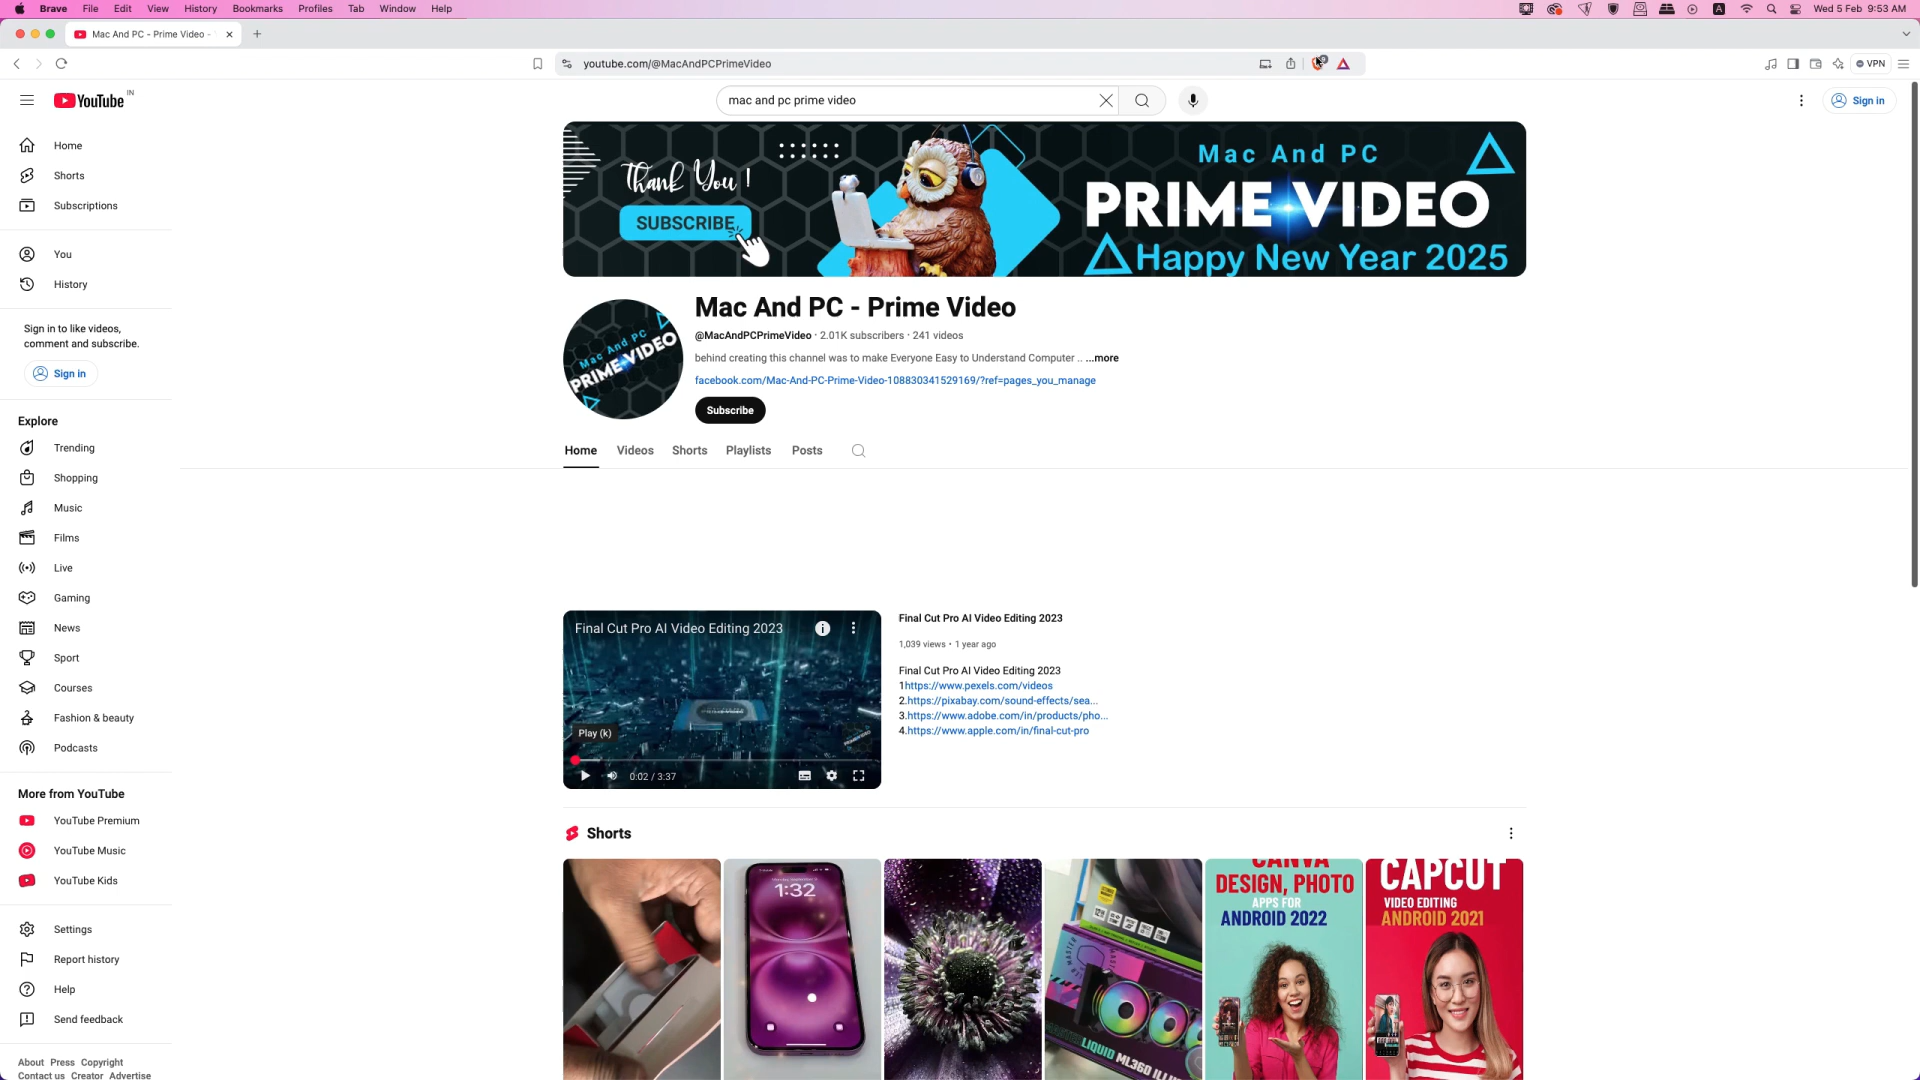 Brave File Edit View History Bookmarks Profiles Tab Window Help
Wed 5 Feb 9:53 AM
Mac And PC - Prime Video -
youtube.com/@MacAndPCPrimeVideo
VPN
YouTube IN
mac and pc prime video
Sign in
Home
Shorts
Subscriptions
You
History
Sign in to like videos,
comment and subscribe.
Sign in
Explore
Trending
Shopping
Music
Films
Live
Gaming
News
Sport
Courses
Fashion & beauty
Podcasts
More from YouTube
YouTube Premium
YouTube Music
YouTube Kids
Settings
Report history
Help
Send feedback
About Press Copyright
Contact us Creator Advertise
Thank You !
SUBSCRIBE
Mac And PC
PRIME VIDEO
Happy New Year 2025
Mac And PC
PRIME VIDEO
Mac And PC - Prime Video
@MacAndPCPrimeVideo · 2.01K subscribers · 241 videos
behind creating this channel was to make Everyone Easy to Understand Computer .. ...more
facebook.com/Mac-And-PC-Prime-Video-108830341529169/?ref=pages_you_manage
Subscribe
Home Videos Shorts Playlists Posts
Final Cut Pro AI Video Editing 2023
Play (k)
0:02 / 3:37
Final Cut Pro AI Video Editing 2023
1,039 views • 1 year ago
Final Cut Pro AI Video Editing 2023
1https://www.pexels.com/videos
2.https://pixabay.com/sound-effects/sea...
3.https://www.adobe.com/in/products/pho...
4.https://www.apple.com/in/final-cut-pro
Shorts
1:32
LIQUID ML360
CANVA
DESIGN, PHOTO
APPS FOR
ANDROID 2022
CAPCUT
VIDEO EDITING
ANDROID 2021